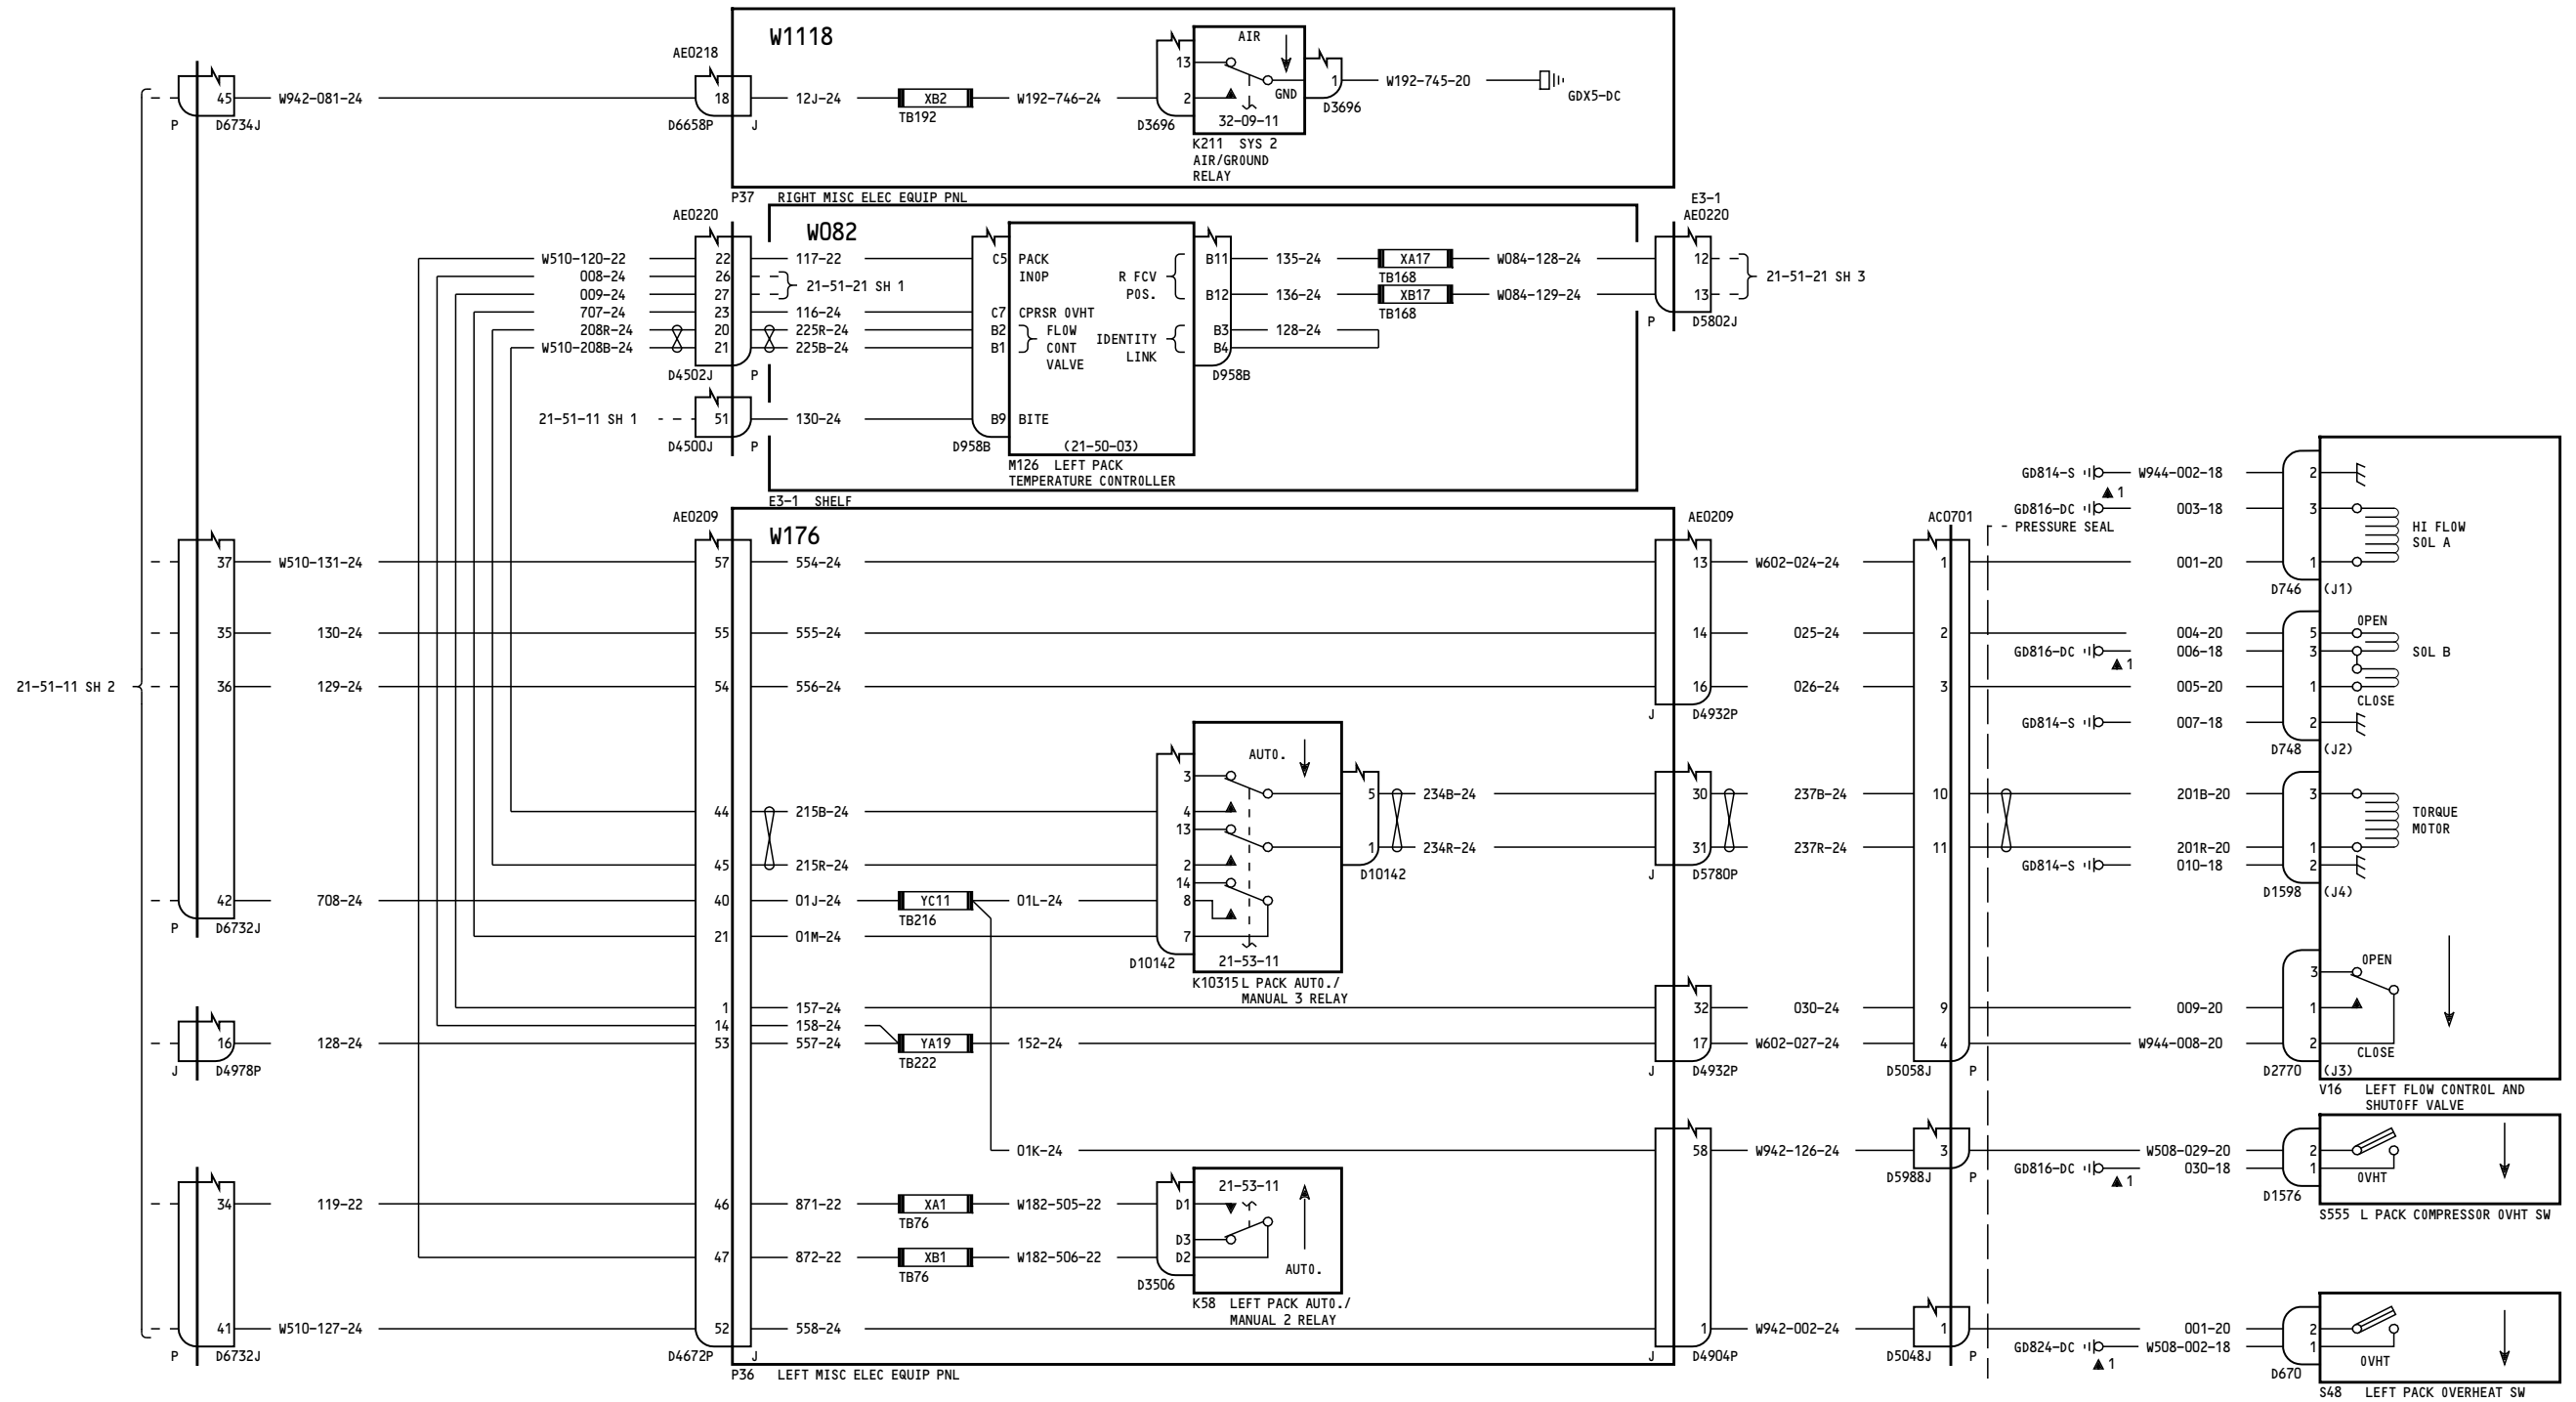 W1118
AE0218
AIR
45 W942-081-24 18 12J-24 XB2 W192-746-24 13 2 GND 1 W192-745-20 GDX5-DC
P D6734J D6658P J TB192 D3696 32-09-11 D3696
K211 SYS 2
AIR/GROUND
RELAY
P37 RIGHT MISC ELEC EQUIP PNL
E3-1
AE0220 AE0220
W082
W510-120-22 22 117-22 C5 PACK B11 135-24 XA17 W084-128-24 12
008-24 26 INOP R FCV TB168 21-51-21 SH 3
21-51-21 SH 1
009-24 27 POS. B12 136-24 XB17 W084-129-24 13
707-24 23 116-24 C7 CPRSR OVHT TB168 P D5802J
208R-24 20 225R-24 B2 FLOW B3 128-24
IDENTITY
W510-208B-24 21 225B-24 B1 CONT LINK B4
VALVE
D4502J P D958B
21-51-11 SH 1 51 130-24 B9 BITE
D4500J P D958B (21-50-03)
M126 LEFT PACK
TEMPERATURE CONTROLLER
E3-1 SHELF
GD814-S W944-002-18 2
1
GD816-DC 003-18 3
AE0209 AE0209 AC0701
PRESSURE SEAL HI FLOW
SOL A
W176
37 W510-131-24 57 554-24 13 W602-024-24 1 001-20 1
D746 (J1)
OPEN
35 130-24 55 555-24 14 025-24 2 004-20 5
GD816-DC 006-18 3 SOL B
1
21-51-11 SH 2 36 129-24 54 556-24 16 026-24 3 005-20 1
CLOSE
J D4932P
GD814-S 007-18 2
D748 (J2)
AUTO.
3
5 234B-24 30 237B-24 10 201B-20 3
44 215B-24 4 TORQUE
13 MOTOR
1 234R-24 31 237R-24 11 201R-20 1
45 215R-24 2 D10142 J D5780P GD814-S 010-18 2
14 D1598 (J4)
42 708-24 40 01J-24 YC11 01L-24 8
P D6732J TB216
21 01M-24 7
D10142 21-53-11
OPEN
3
K10315 L PACK AUTO./
MANUAL 3 RELAY
1 157-24 32 030-24 9 009-20 1
14 158-24
16 128-24 53 557-24 YA19 152-24 17 W602-027-24 4 W944-008-20 2
CLOSE
J D4978P TB222 J D4932P D5058J P D2770 (J3)
V16 LEFT FLOW CONTROL AND
SHUTOFF VALVE
01K-24 58 W942-126-24 3 W508-029-20 2
GD816-DC 030-18 1
D5988J P 1 OVHT
D1576
S555 L PACK COMPRESSOR OVHT SW
21-53-11
34 119-22 46 871-22 XA1 W182-505-22 D1
TB76
D3
47 872-22 XB1 W182-506-22 D2
TB76 AUTO.
D3506
K58 LEFT PACK AUTO./
MANUAL 2 RELAY
41 W510-127-24 52 558-24 1 W942-002-24 1 001-20 2
GD824-DC W508-002-18 1
P D6732J D4672P J J D4904P D5048J P 1 OVHT
D670
P36 LEFT MISC ELEC EQUIP PNL
S48 LEFT PACK OVERHEAT SW